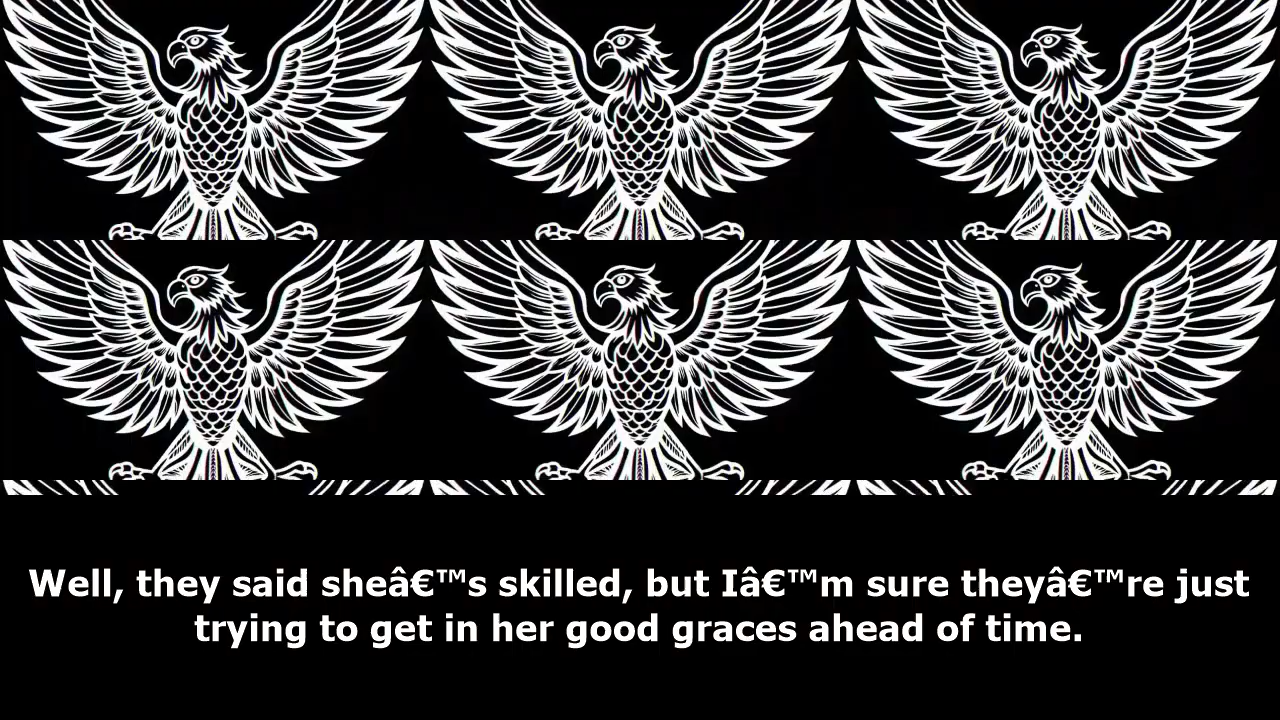 Well, they said sheâ€™s skilled, but Iâ€™m sure theyâ€™re just
trying to get in her good graces ahead of time.